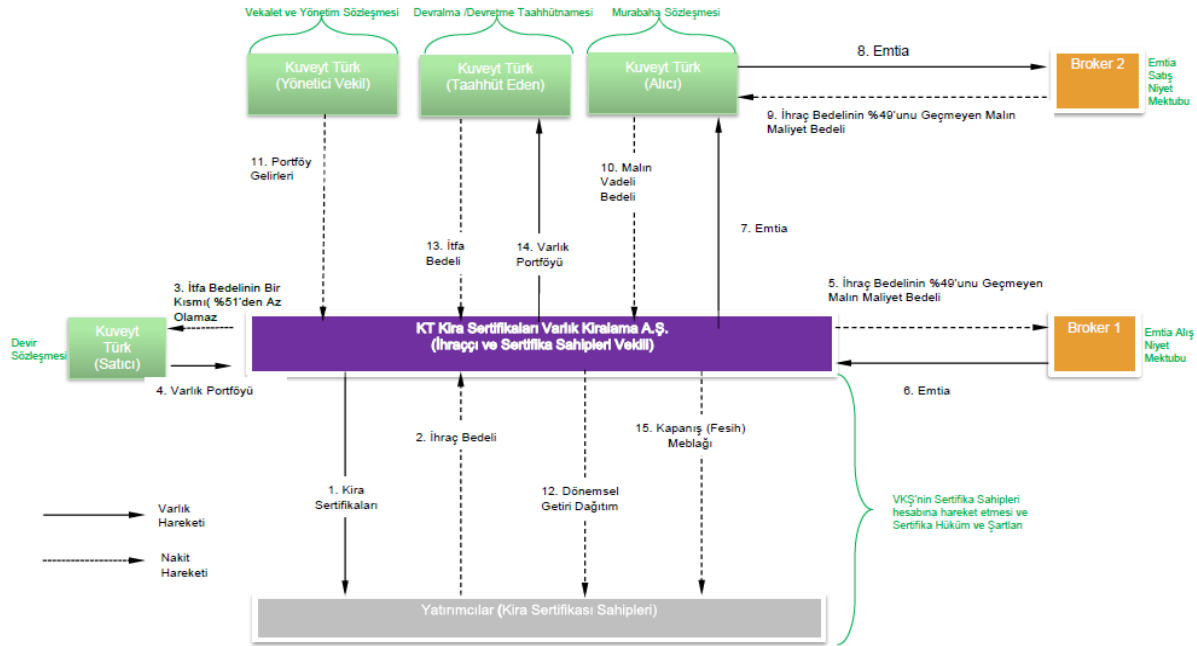 Vekalet ve Yönetim Sözleşmesi
Devralma /Devretme Taahhütnamesi
Murabaha Sözleşmesi
Kuveyt Türk
(Yönetici Vekil)
Kuveyt Türk
(Taahhüt Eden)
Kuveyt Türk
(Alıcı)
8. Emtia
Broker 2
Emtia
Satış
Niyet
Mektubu
9. İhraç Bedelinin %49'unu Geçmeyen Malın
Maliyet Bedeli
11. Portföy
Gelirleri
10. Malın
Vadeli
Bedeli
13. İtfa
Bedeli
14. Varlık
Portföyü
7. Emtia
3. İtfa Bedelinin Bir
Kısmı( %51'den Az
Olamaz
5. İhraç Bedelinin %49'unu Geçmeyen
Malın Maliyet Bedeli
Devir
Sözleşmesi
Kuveyt
Türk
(Satıcı)
KT Kira Sertifikaları Varlık Kiralama A.Ş.
(İhraççı ve Sertifika Sahipleri Vekili)
Broker 1
Emtia Alış
Niyet
Mektubu
4. Varlık Portföyü
6. Emtia
2. İhraç Bedeli
15. Kapanış (Fesih)
Meblağı
1. Kira
Sertifikaları
12. Dönemsel
Getiri Dağıtım
VKŞ'nin Sertifika Sahipleri
hesabına hareket etmesi ve
Sertifika Hüküm ve Şartları
Varlık
Hareketi
Nakit
Hareketi
Yatırımcılar (Kira Sertifikası Sahipleri)